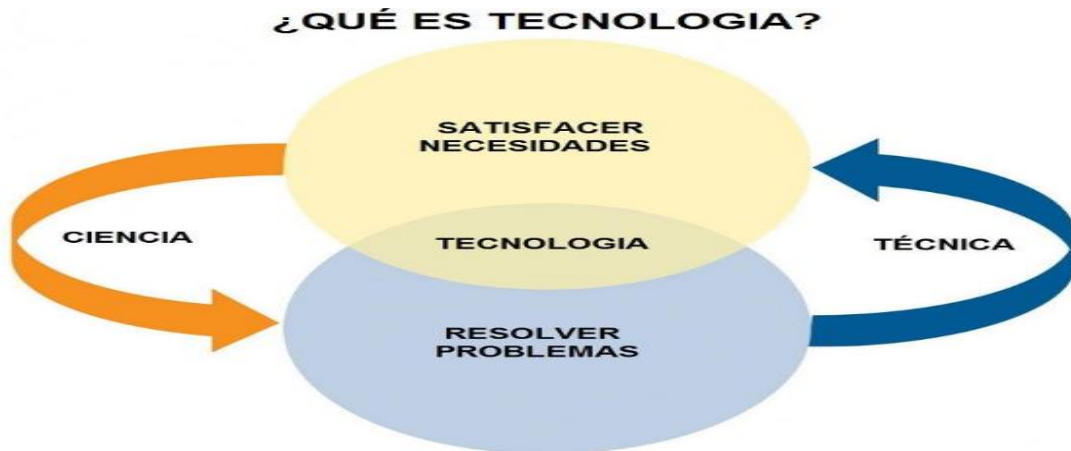 ¿QUÉ ES TECNOLOGIA?
SATISFACER
NECESIDADES
CIENCIA
TECNOLOGIA
TÉCNICA
RESOLVER
PROBLEMAS